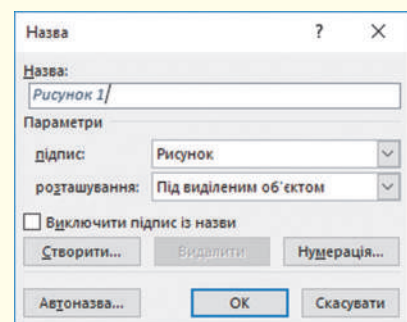 Назва ? ×
Назва:
Рисунок 1
Параметри
підпис: Рисунок
розташування: Під виділеним об'єктом
Виключити підпис із назви
Створити... Видалити Нумерація...
Автоназва... ОК Скасувати